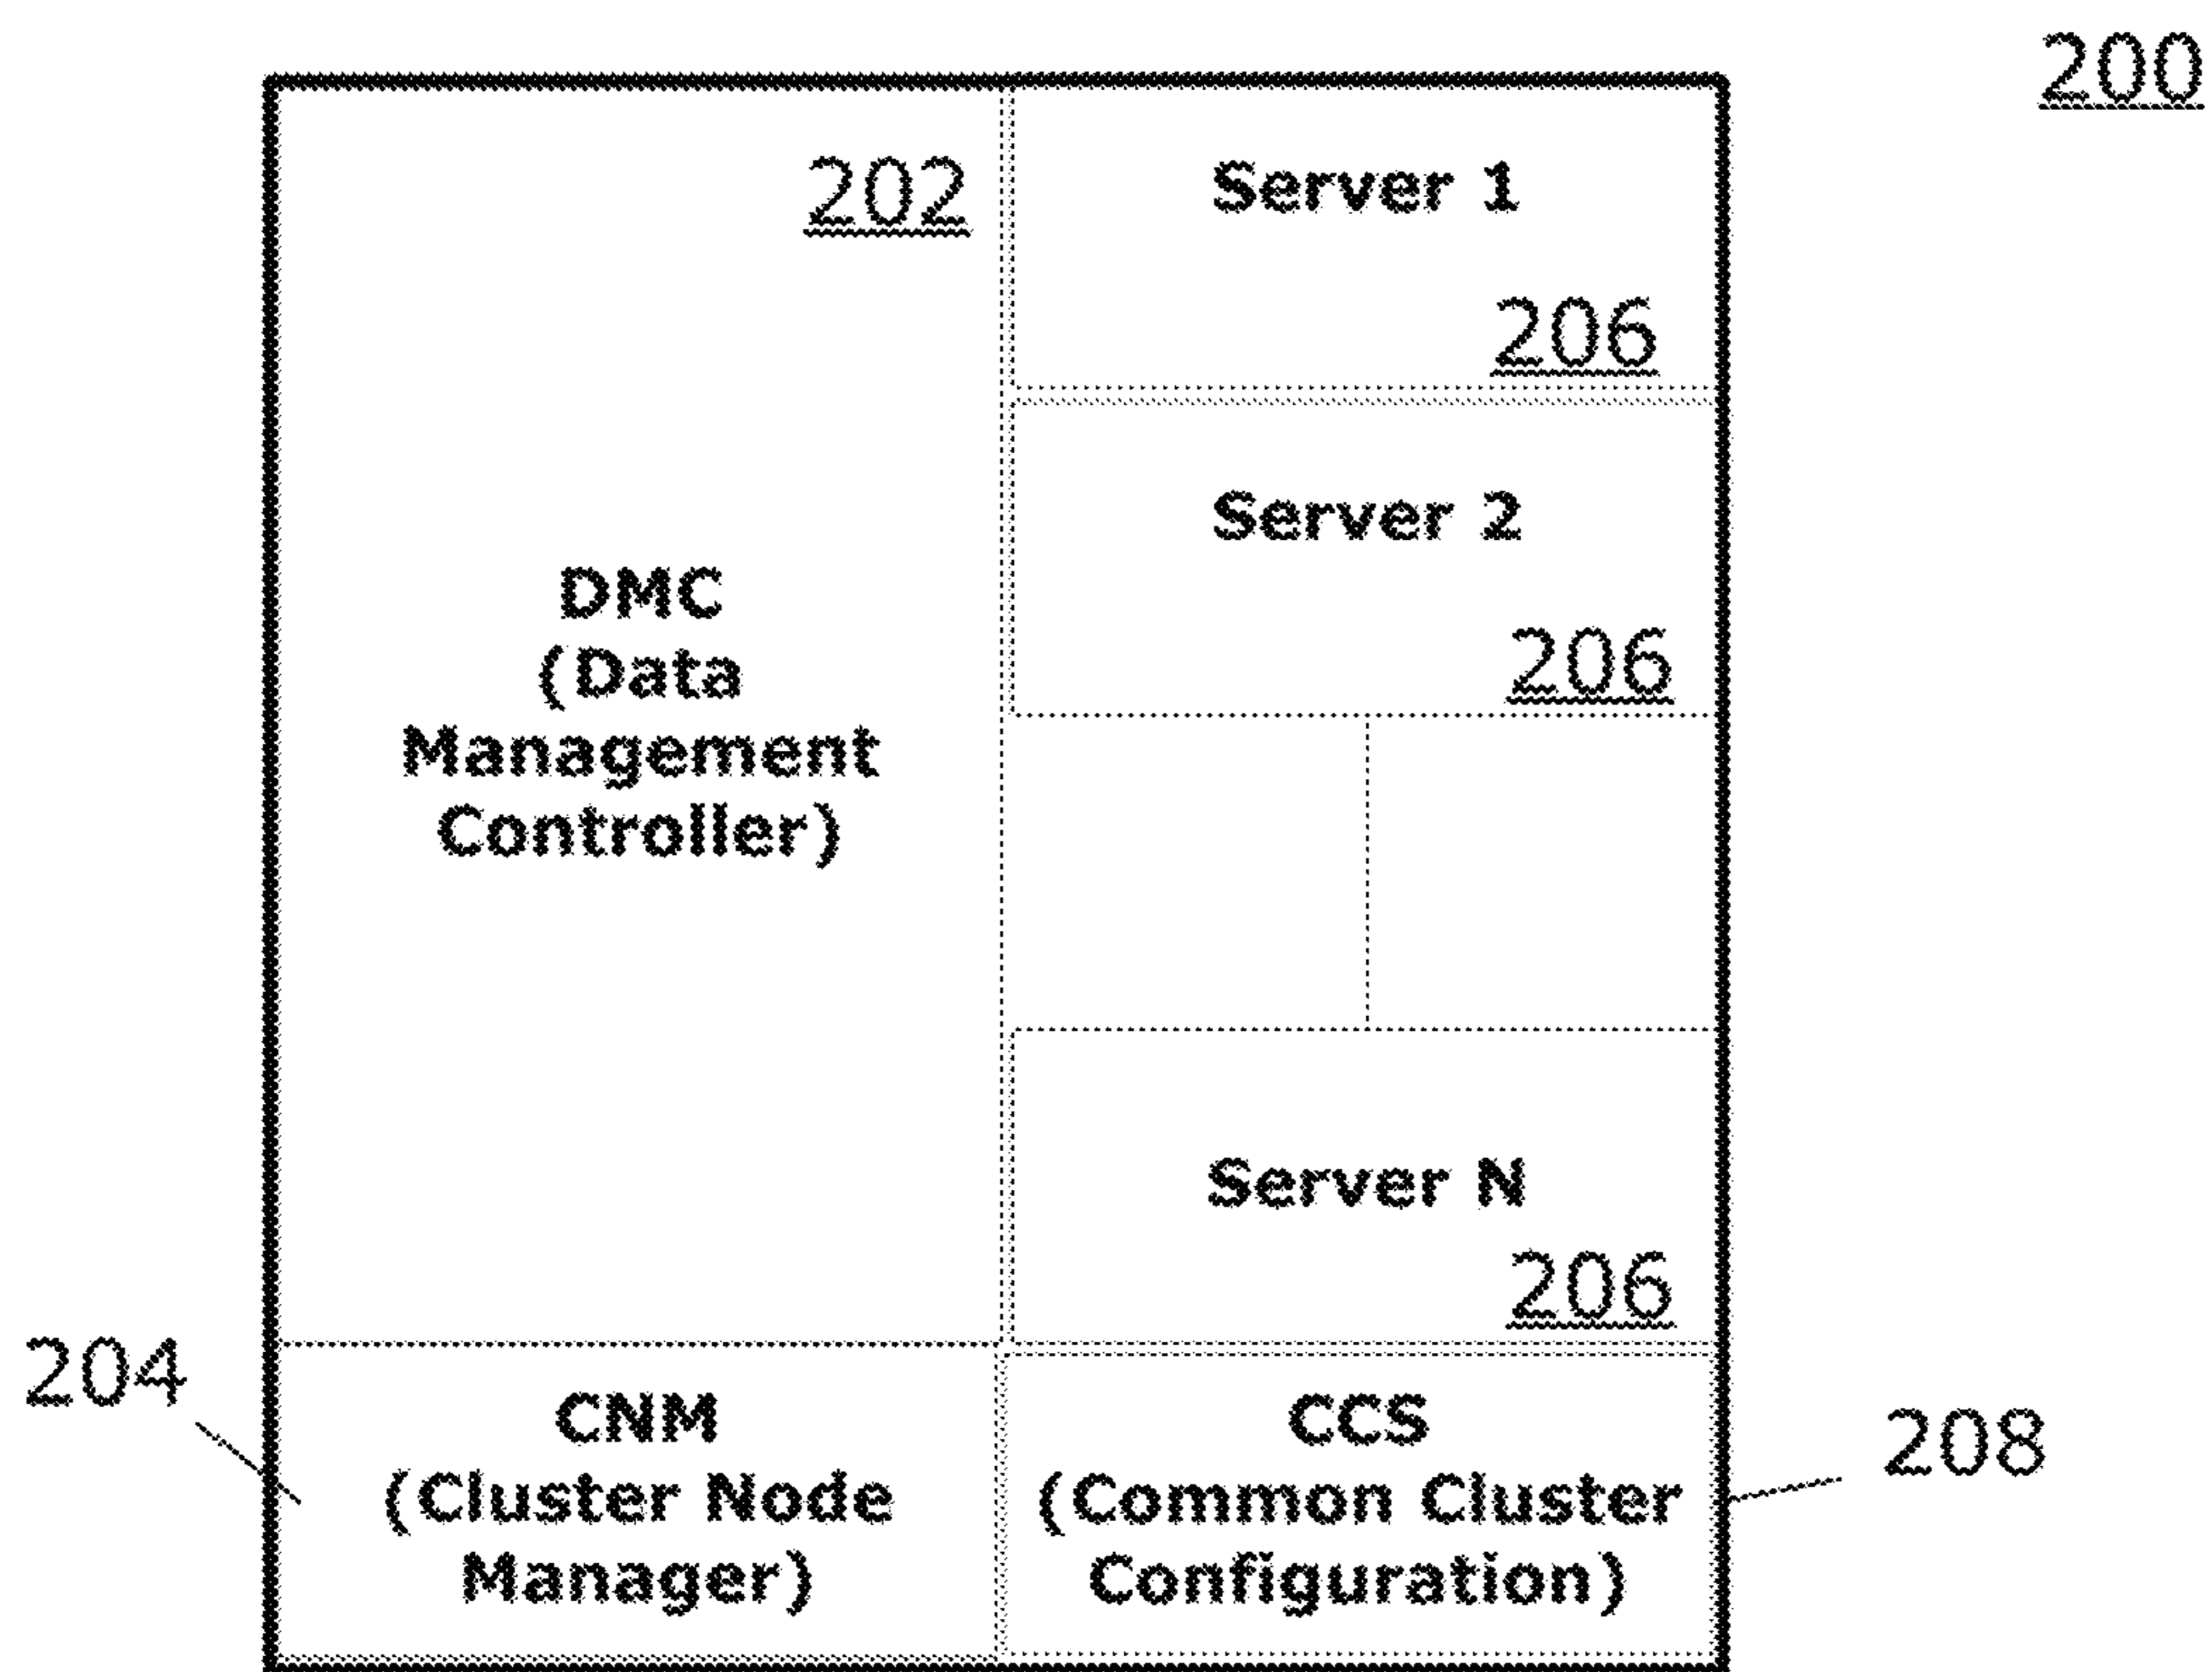 200
202
DMC
(Data
Management
Controller)
Server 1
206
Server 2
206
Server N
206
204
CNM
(Cluster Node
Manager)
CCS
(Common Cluster
Configuration)
208